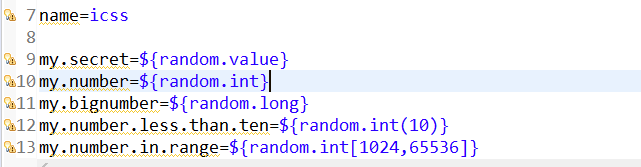 7 name=icss
8
9 my.secret=${random.value}
10 my.number=${random.int}
11 my.bignumber=${random.long}
12 my.number.less.than.ten=${random.int(10)}
13 my.number.in.range=${random.int[1024,65536]}